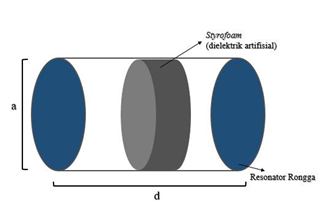 Styrofoam
(dielektrik artifisial)
a
Resonator Rongga
d